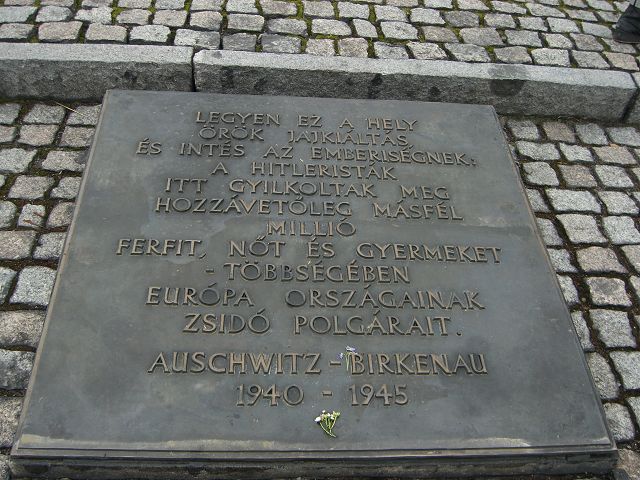 LEGYEN EZ A HELY
ÖRÖK JAJKIÁLTÁS
ÉS INTÉS AZ EMBERISÉGNEK:
A HITLERISTÁK
ITT GYILKOLTAK MEG
HOZZÁVETŐLEG MÁSFÉL
MILLIÓ
FERFIT, NŐT ÉS GYERMEKET
- TÖBBSÉGÉBEN
EURÓPA ORSZÁGAINAK
ZSIDÓ POLGÁRAIT.
AUSCHWITZ - BIRKENAU
1940 - 1945